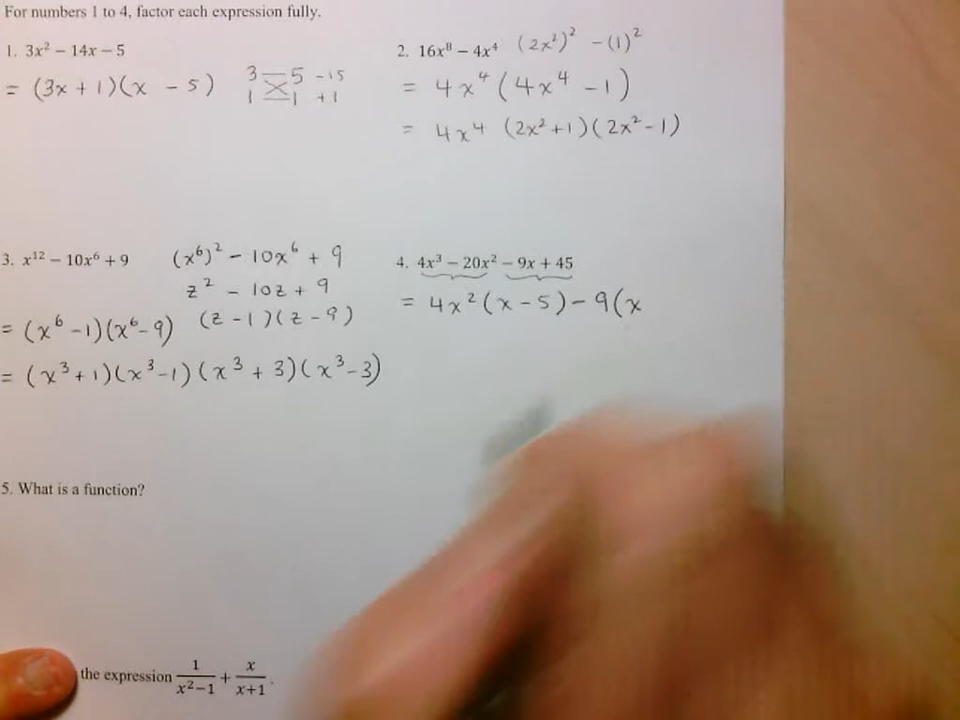 For numbers 1 to 4, factor each expression fully.
1. 3x² – 14x – 5
= (3x + 1)(x - 5)
3 5 -15
1 1 +1
2. 16x⁸ – 4x⁴ (2x²)² - (1)²
= 4x⁴(4x⁴ - 1)
= 4x⁴ (2x²+1)(2x²-1)
3. x¹² – 10x⁶ + 9 (x⁶)² - 10x⁶ + 9
z² - 10z + 9
= (x⁶ - 1)(x⁶ - 9) (z - 1)(z - 9)
= (x³ + 1)(x³ - 1)(x³ + 3)(x³ - 3)
4. 4x³ – 20x² – 9x + 45
= 4x²(x - 5) - 9(x
5. What is a function?
the expression 1/(x²−1) + x/(x+1).